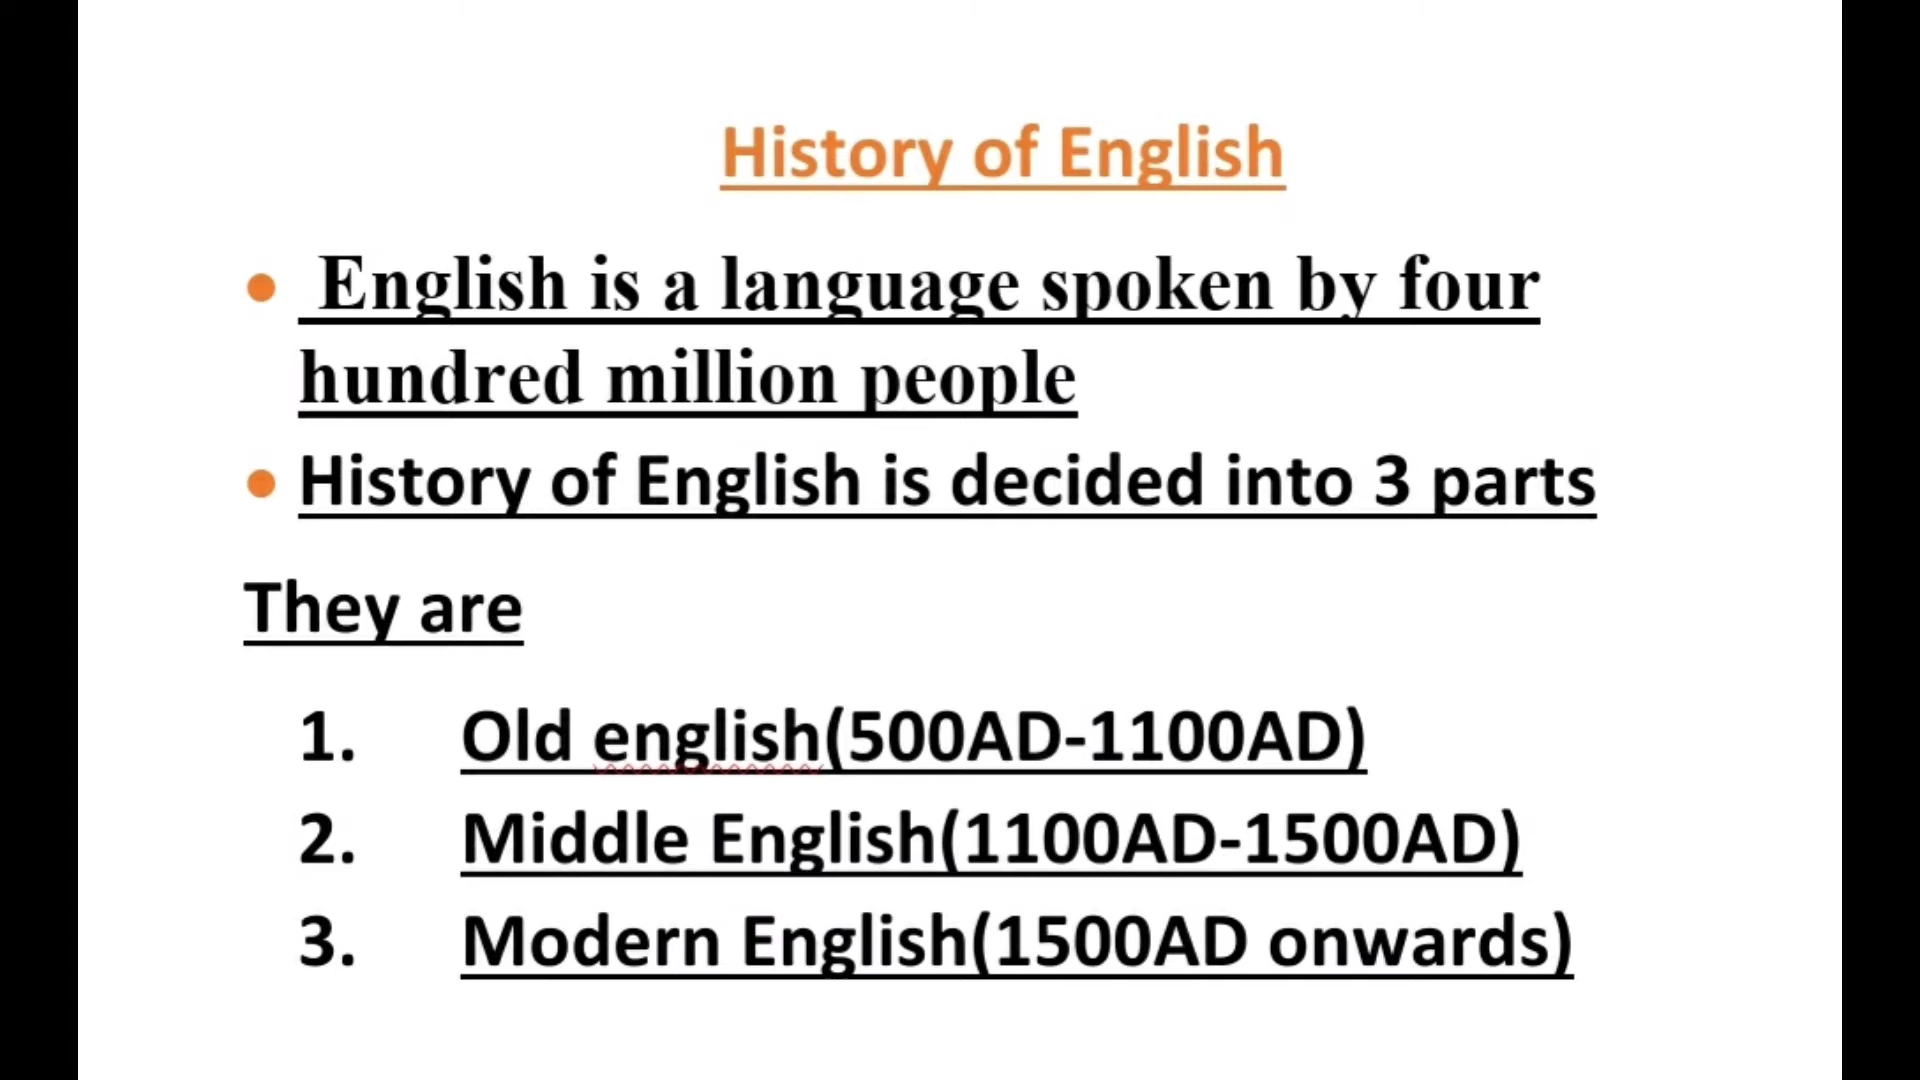 History of English
• English is a language spoken by four
hundred million people
• History of English is decided into 3 parts
They are
1. Old english(500AD-1100AD)
2. Middle English(1100AD-1500AD)
3. Modern English(1500AD onwards)